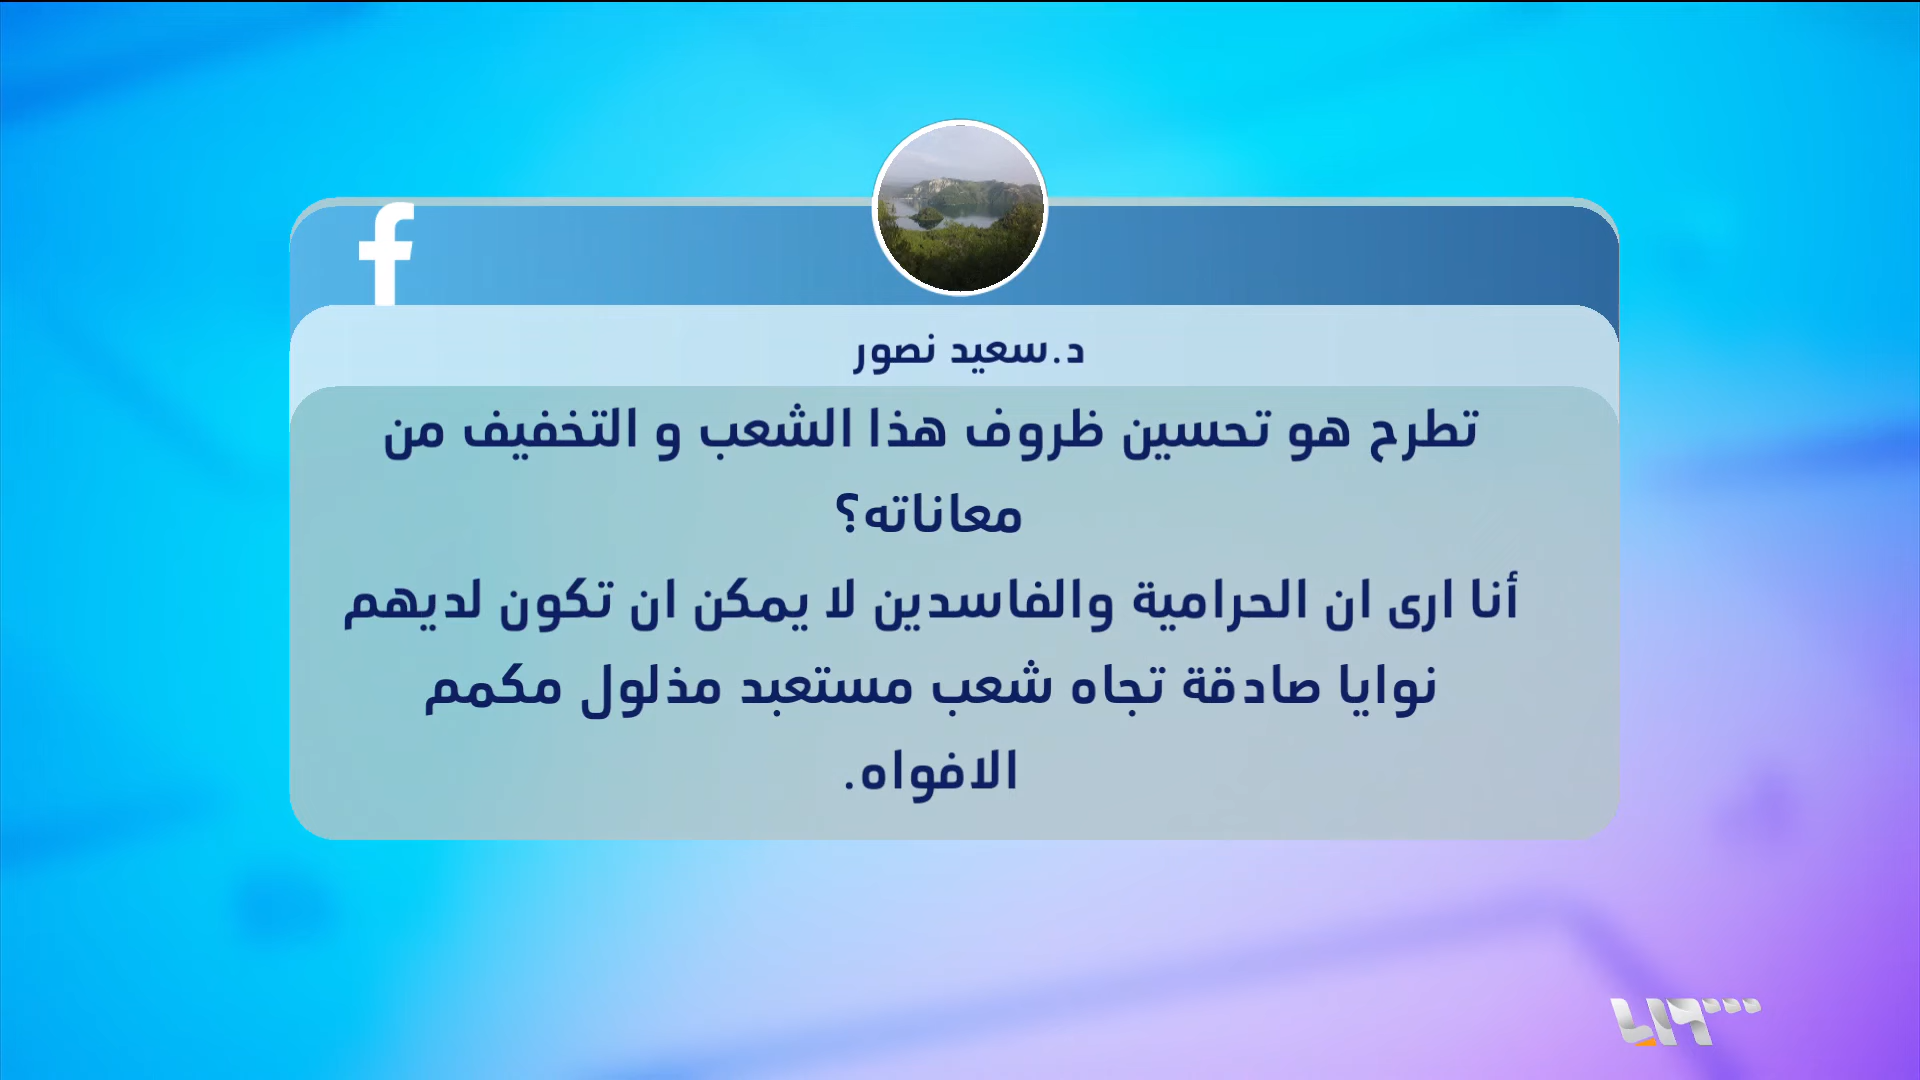 د.سعيد نصور
تطرح هو تحسين ظروف هذا الشعب و التخفيف من
معاناته؟
أنا ارى ان الحرامية والفاسدين لا يمكن ان تكون لديهم
نوايا صادقة تجاه شعب مستعبد مذلول مكمم
الافواه.